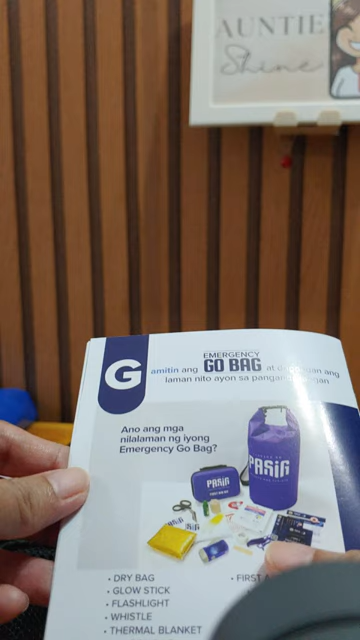 AUNTIE
Shine
G
amitin ang EMERGENCY GO BAG at
laman nito ayon sa
Ano ang mga
nilalaman ng iyong
Emergency Go Bag?
PASIG
PASIG
• DRY BAG
• GLOW STICK
• FLASHLIGHT
• WHISTLE
• THERMAL BLANKET
• FIRST